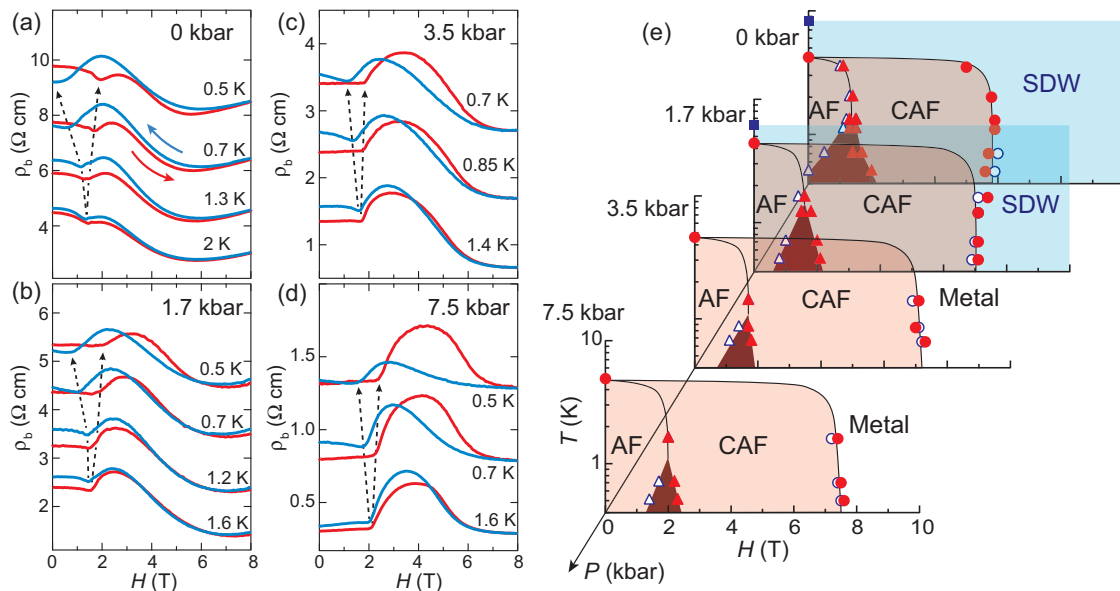 (a)
0 kbar
10
8
6
4
ρb (Ω cm)
0.5 K
0.7 K
1.3 K
2 K
(b)
1.7 kbar
6
5
4
3
2
ρb (Ω cm)
0.5 K
0.7 K
1.2 K
1.6 K
0 2 4 6 8
H (T)
(c)
3.5 kbar
4
3
2
1
ρb (Ω cm)
0.7 K
0.85 K
1.4 K
(d)
7.5 kbar
1.5
1.0
0.5
ρb (Ω cm)
0.5 K
0.7 K
1.6 K
0 2 4 6 8
H (T)
(e)
0 kbar
AF CAF SDW
1.7 kbar
AF CAF SDW
3.5 kbar
AF CAF Metal
7.5 kbar
10
1
T (K)
AF CAF Metal
0 2 4 6 8 10
H (T)
P (kbar)